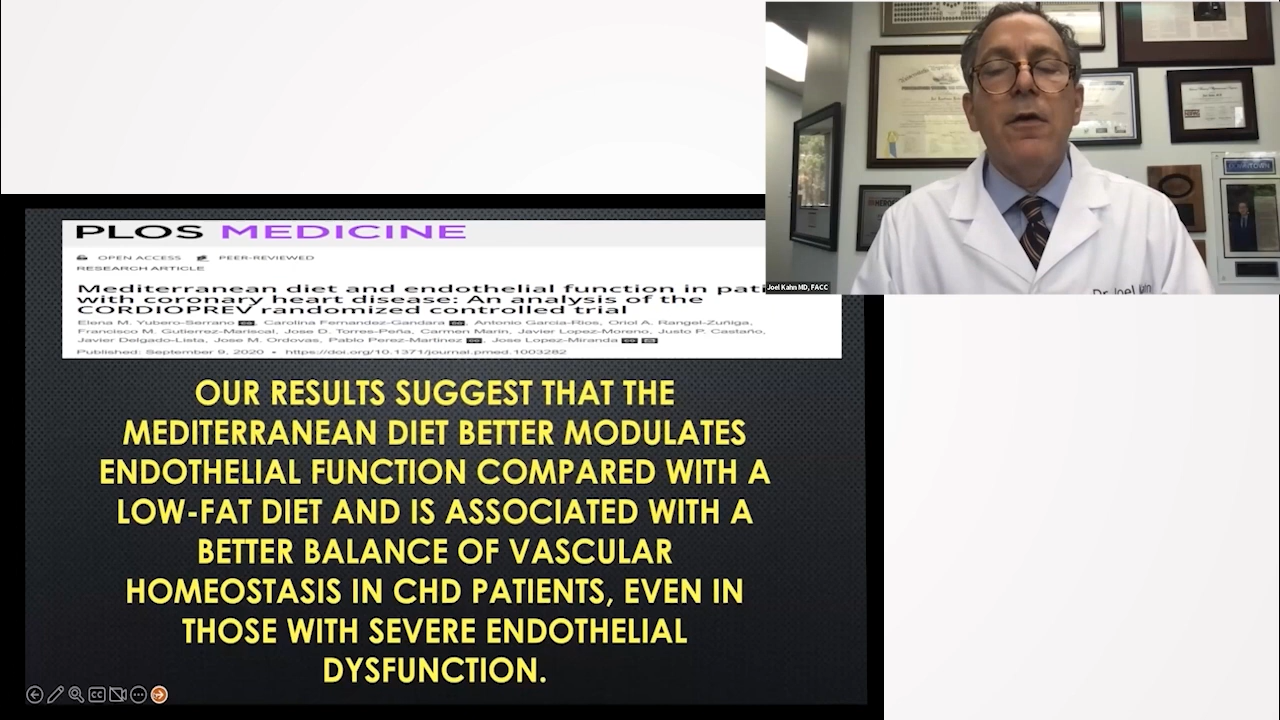 PLOS MEDICINE
OPEN ACCESS PEER-REVIEWED
RESEARCH ARTICLE
Mediterranean diet and endothelial function in pati
with coronary heart disease: An analysis of the
CORDIOPREV randomized controlled trial
Elena M. Yubero-Serrano, Carolina Fernandez-Gandara, Antonio Garcia-Rios, Oriol A. Rangel-Zuñiga,
Francisco M. Gutierrez-Mariscal, Jose D. Torres-Peña, Carmen Marin, Javier Lopez-Moreno, Justo P. Castaño,
Javier Delgado-Lista, Jose M. Ordovas, Pablo Perez-Martinez, Jose Lopez-Miranda
Published: September 9, 2020 • https://doi.org/10.1371/journal.pmed.1003282
OUR RESULTS SUGGEST THAT THE
MEDITERRANEAN DIET BETTER MODULATES
ENDOTHELIAL FUNCTION COMPARED WITH A
LOW-FAT DIET AND IS ASSOCIATED WITH A
BETTER BALANCE OF VASCULAR
HOMEOSTASIS IN CHD PATIENTS, EVEN IN
THOSE WITH SEVERE ENDOTHELIAL
DYSFUNCTION.
CC
Joel Kahn MD, FACC
Dr Joel